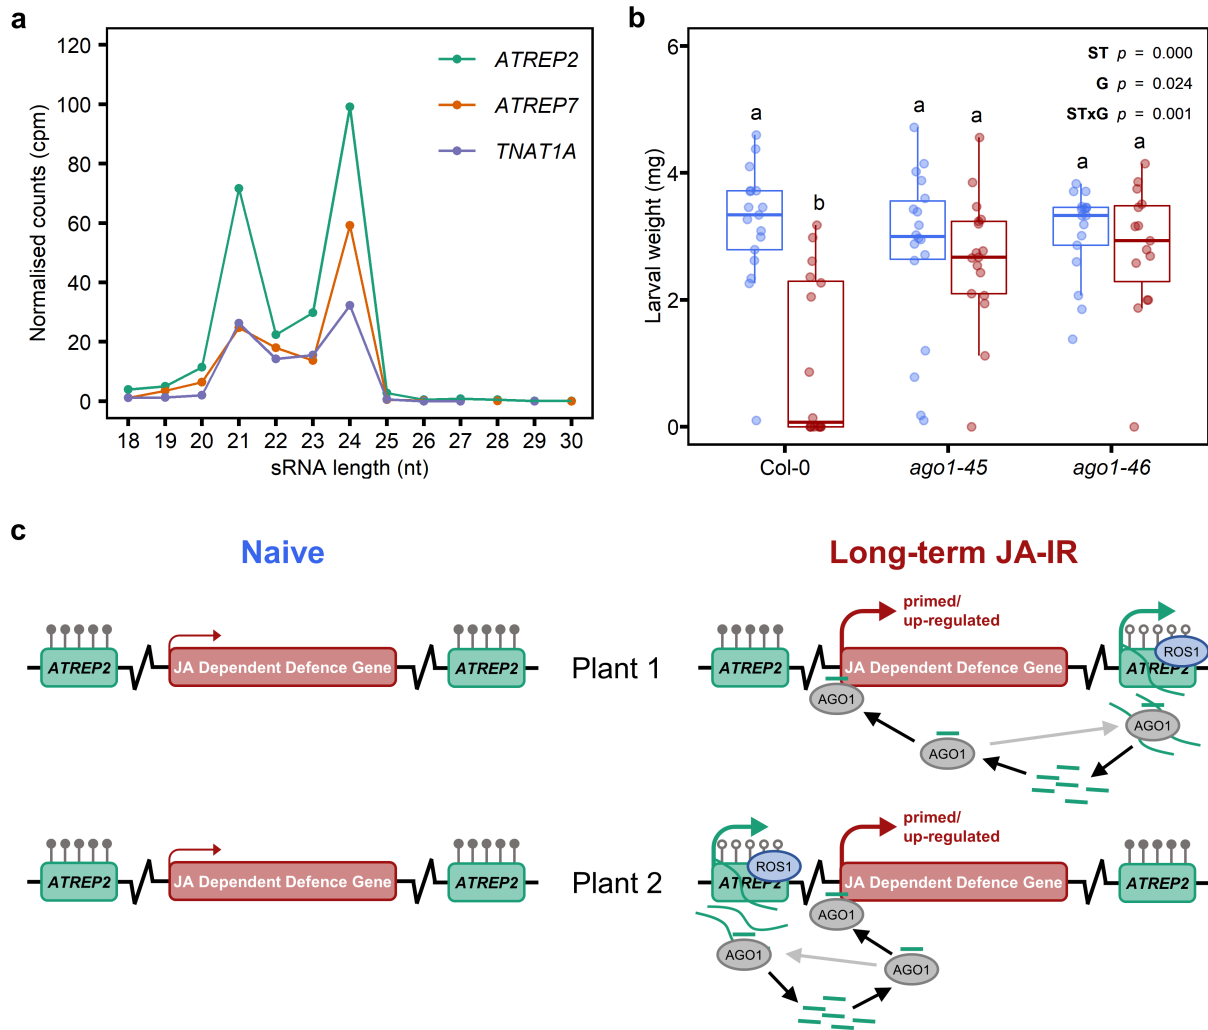 a
120
100
80
60
40
20
0
Normalised counts (cpm)
18 19 20 21 22 23 24 25 26 27 28 29 30
sRNA length (nt)
ATREP2
ATREP7
TNAT1A
b
6
4
2
0
Larval weight (mg)
ST p = 0.000
G p = 0.024
STxG p = 0.001
a b a a a a
Col-0 ago1-45 ago1-46
c
Naive
Long-term JA-IR
primed/
up-regulated
ATREP2 JA Dependent Defence Gene ATREP2
Plant 1
ATREP2 JA Dependent Defence Gene ATREP2
ROS1
AGO1
AGO1
AGO1
primed/
up-regulated
ATREP2 JA Dependent Defence Gene ATREP2
Plant 2
ATREP2 JA Dependent Defence Gene ATREP2
ROS1
AGO1
AGO1
AGO1